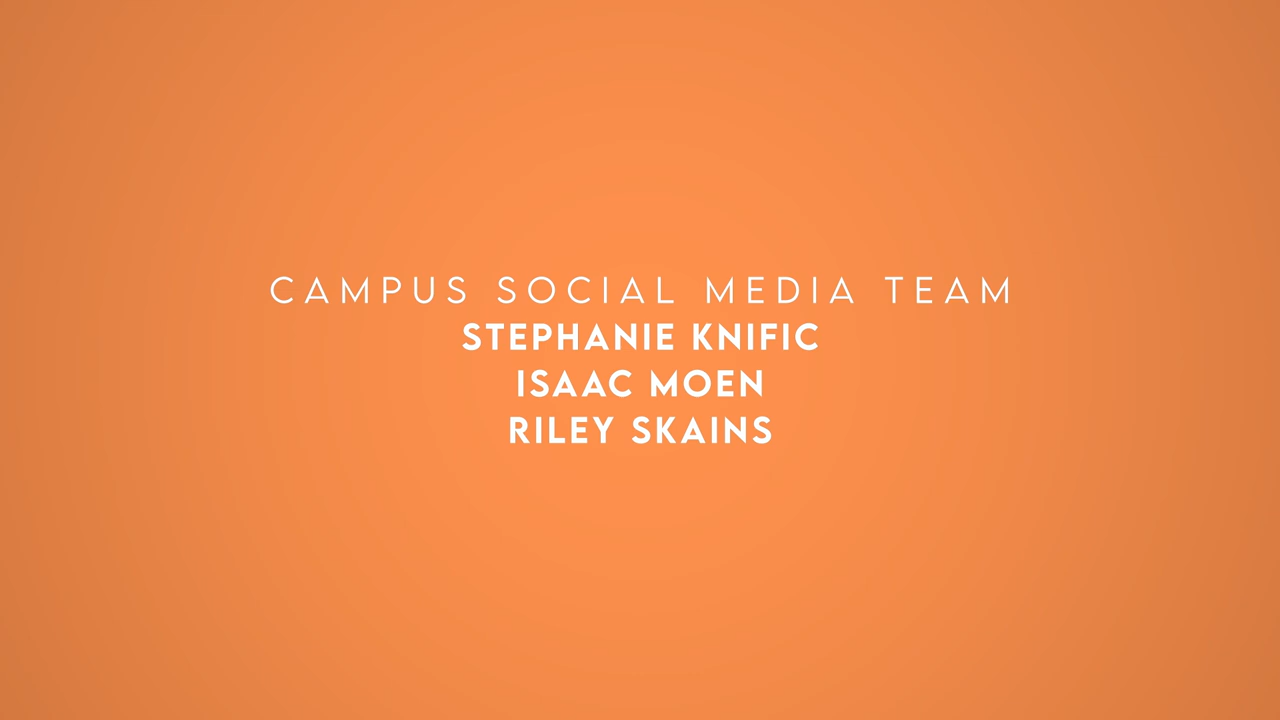 CAMPUS SOCIAL MEDIA TEAM
STEPHANIE KNIFIC
ISAAC MOEN
RILEY SKAINS